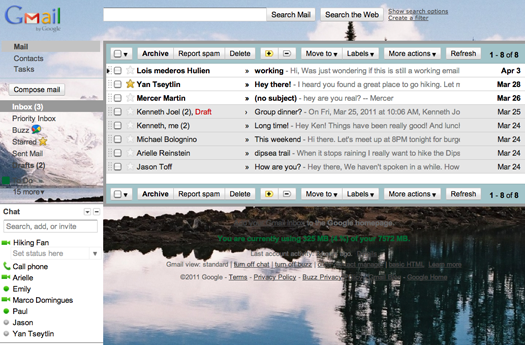 Gmail
by Google
Search Mail
Search the Web
Show search options
Create a filter
Mail
Contacts
Tasks
Compose mail
Inbox (3)
Priority Inbox
Buzz
Starred
Sent Mail
Drafts (2)
15 more▾
Archive Report spam Delete Move to ▾ Labels ▾ More actions ▾ Refresh 1 - 8 of 8
Lois mederos Hulien » working - Hi, Was just wondering if this is still a working email Apr 3
Yan Tseytlin » Hey there! - I heard you found a great place to go hiking. Let m Mar 28
Mercer Martin » (no subject) - hey are you real? -- Mercer Mar 26
Kenneth Joel (2), Draft › Group dinner? - On Fri, Mar 25, 2011 at 10:06 AM, Kenneth Mar 25
Kenneth, me (2) » Long time! - Hey Ken! Things have been really good! And lunch Mar 24
Michael Bolognino » This weekend - Hi there. Let's meet up at 8PM tonight for burge Mar 24
Arielle Reinstein » dipsea trail - When it stops raining I really want to hike the Dipse Mar 24
Jason Toff » How are you? - Hey there, We haven't spoken in a while. How Mar 24
Archive Report spam Delete Move to ▾ Labels ▾ More actions ▾ Refresh 1 - 8 of 8
Chat
Search, add, or invite
Hiking Fan
Set status here
Call phone
Arielle
Emily
Marco Domingues
Paul
Jason
Yan Tseytlin
Inbox to the Google homepage.
You are currently using 325 MB (4%) of your 7572 MB.
Last account activity:
Gmail view: standard | turn off chat | turn off buzz | basic HTML Learn more
©2011 Google - Terms - Privacy Policy - Buzz Privacy Google Home